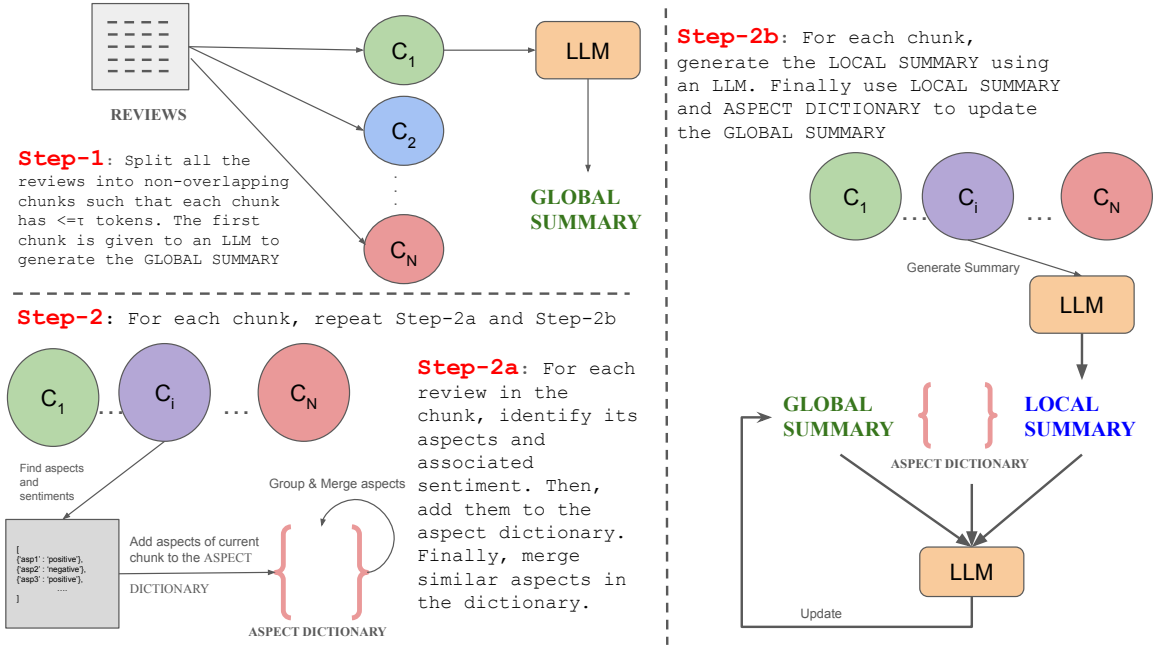 REVIEWS
C1
LLM
C2
.
.
.
CN
GLOBAL
SUMMARY
Step-1: Split all the
reviews into non-overlapping
chunks such that each chunk
has <=τ tokens. The first
chunk is given to an LLM to
generate the GLOBAL SUMMARY
Step-2: For each chunk, repeat Step-2a and Step-2b
C1 ... Ci ... CN
Find aspects
and
sentiments
[
{'asp1' : 'positive'},
{'asp2' : 'negative'},
{'asp3' : 'positive'},
....
]
Add aspects of current
chunk to the ASPECT
DICTIONARY
Group & Merge aspects
{ }
ASPECT DICTIONARY
Step-2a: For each
review in the
chunk, identify its
aspects and
associated
sentiment. Then,
add them to the
aspect dictionary.
Finally, merge
similar aspects in
the dictionary.
Step-2b: For each chunk,
generate the LOCAL SUMMARY using
an LLM. Finally use LOCAL SUMMARY
and ASPECT DICTIONARY to update
the GLOBAL SUMMARY
C1 ... Ci ... CN
Generate Summary
LLM
GLOBAL
SUMMARY
{ }
ASPECT DICTIONARY
LOCAL
SUMMARY
LLM
Update